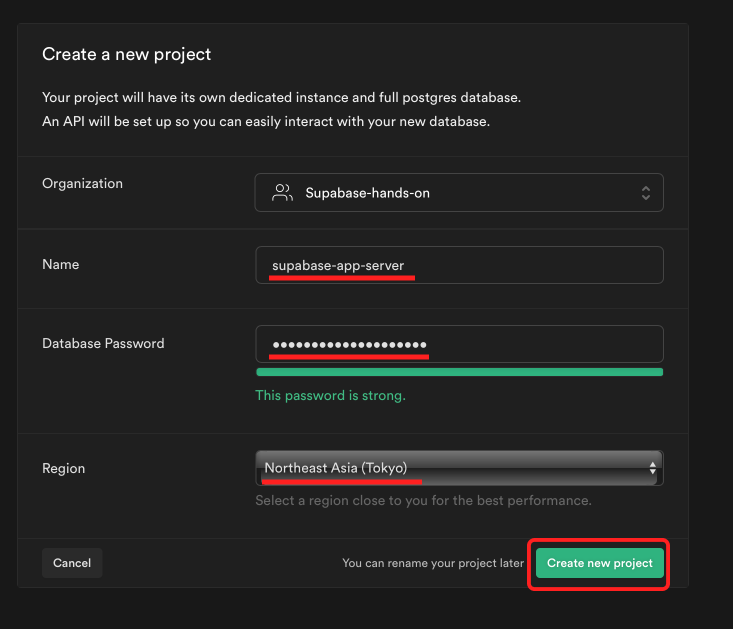 Create a new project
Your project will have its own dedicated instance and full postgres database.
An API will be set up so you can easily interact with your new database.
Organization
Supabase-hands-on
Name
supabase-app-server
Database Password
••••••••••••••••••••
This password is strong.
Region
Northeast Asia (Tokyo)
Select a region close to you for the best performance.
Cancel
You can rename your project later
Create new project